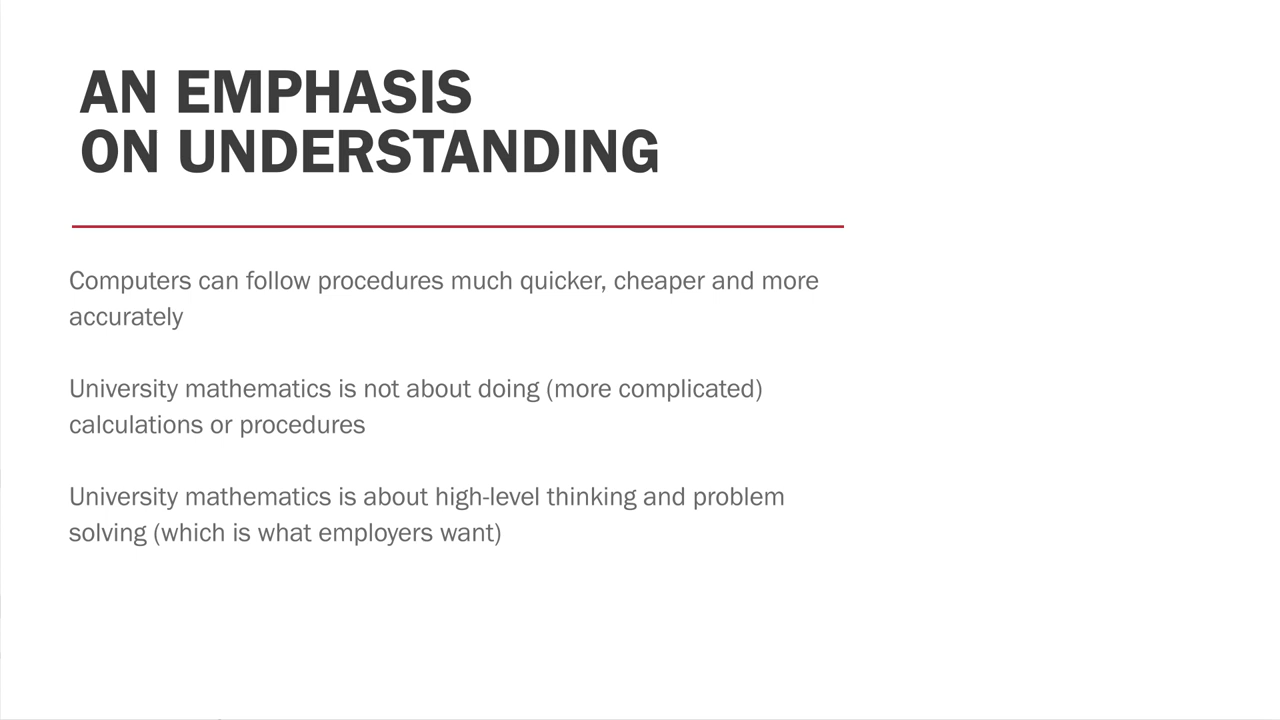 AN EMPHASIS
ON UNDERSTANDING
Computers can follow procedures much quicker, cheaper and more
accurately
University mathematics is not about doing (more complicated)
calculations or procedures
University mathematics is about high-level thinking and problem
solving (which is what employers want)